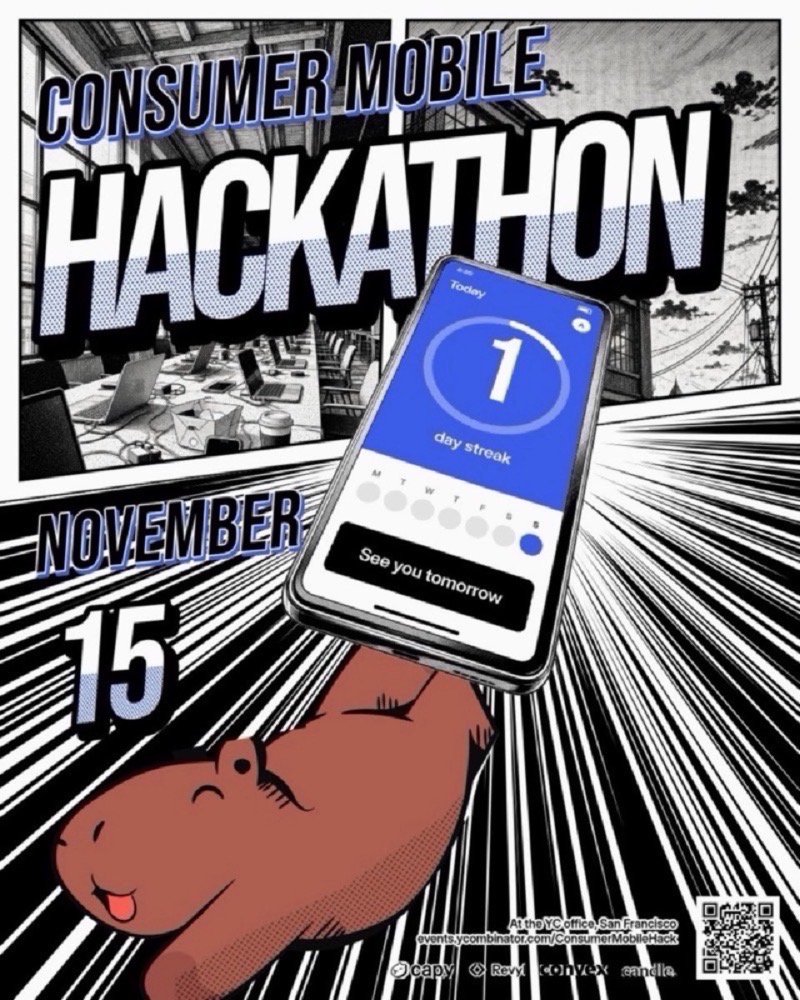 CONSUMER MOBILE
HACKATHON
Today
1
day streak
M T W T F S S
See you tomorrow
NOVEMBER
15
At the YC office, San Francisco
events.ycombinator.com/ConsumerMobileHack
capy Revyl convex candle.